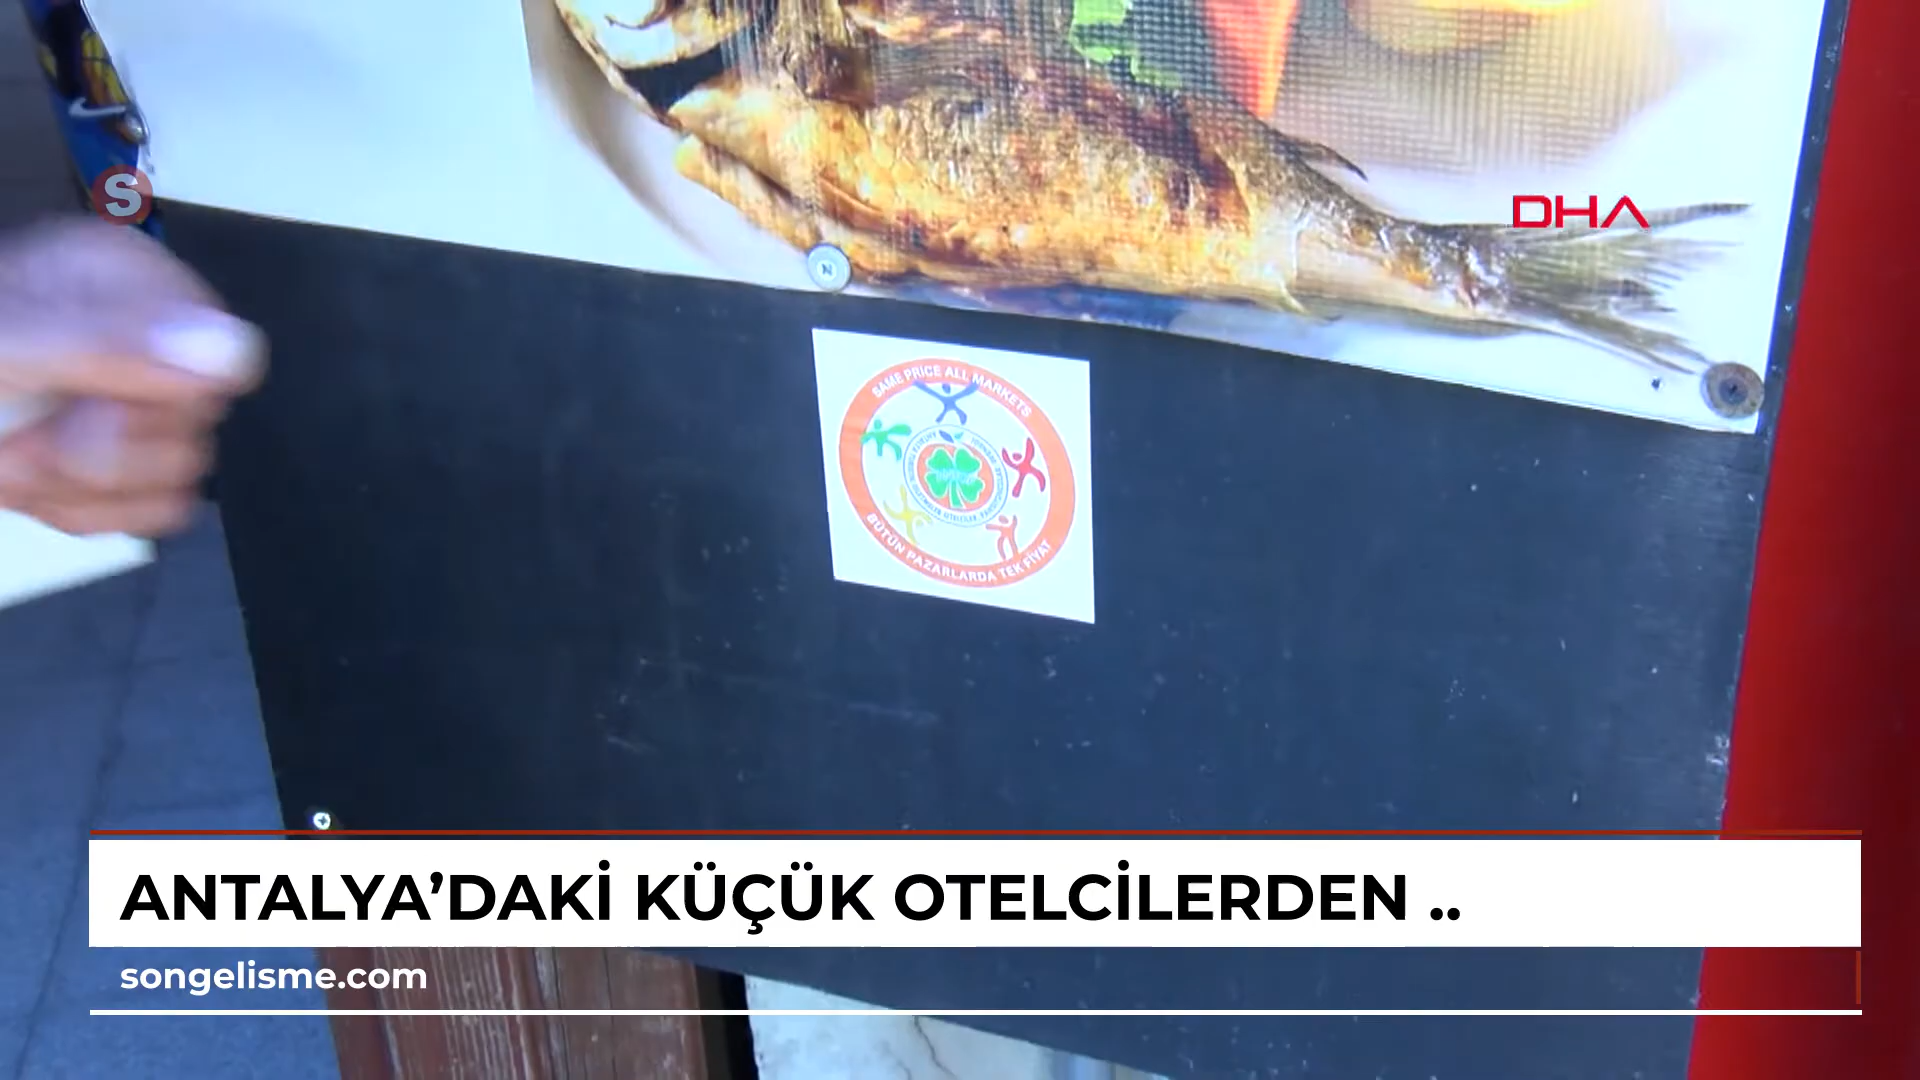 S
DHA
SAME PRICE ALL MARKETS
BÜTÜN PAZARLARDA TEK FİYAT
ANTALYA’DAKİ KÜÇÜK OTELCİLERDEN ..
songelisme.com